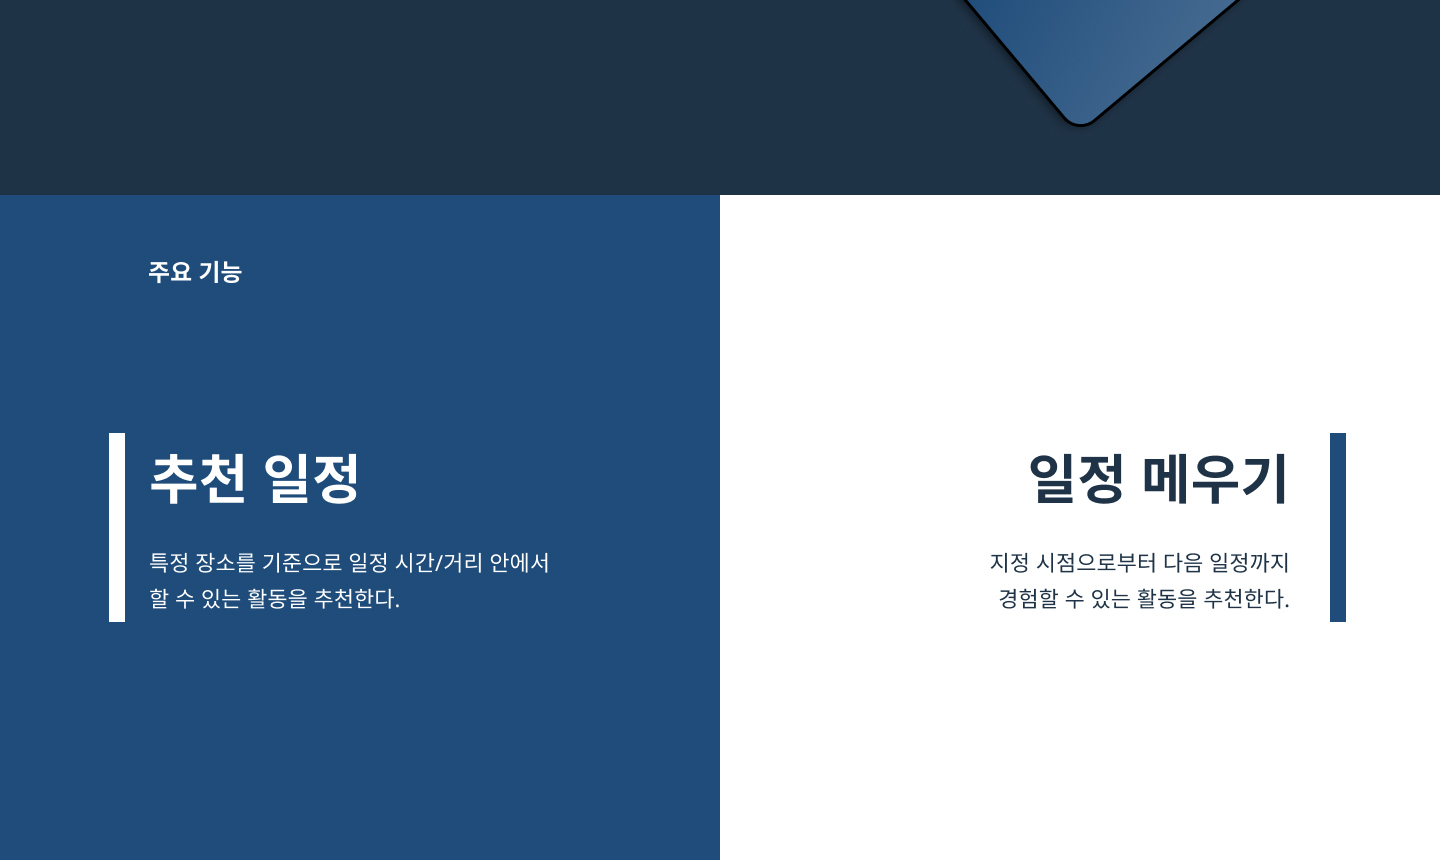 주요 기능
추천 일정
특정 장소를 기준으로 일정 시간/거리 안에서
할 수 있는 활동을 추천한다.
일정 메우기
지정 시점으로부터 다음 일정까지
경험할 수 있는 활동을 추천한다.